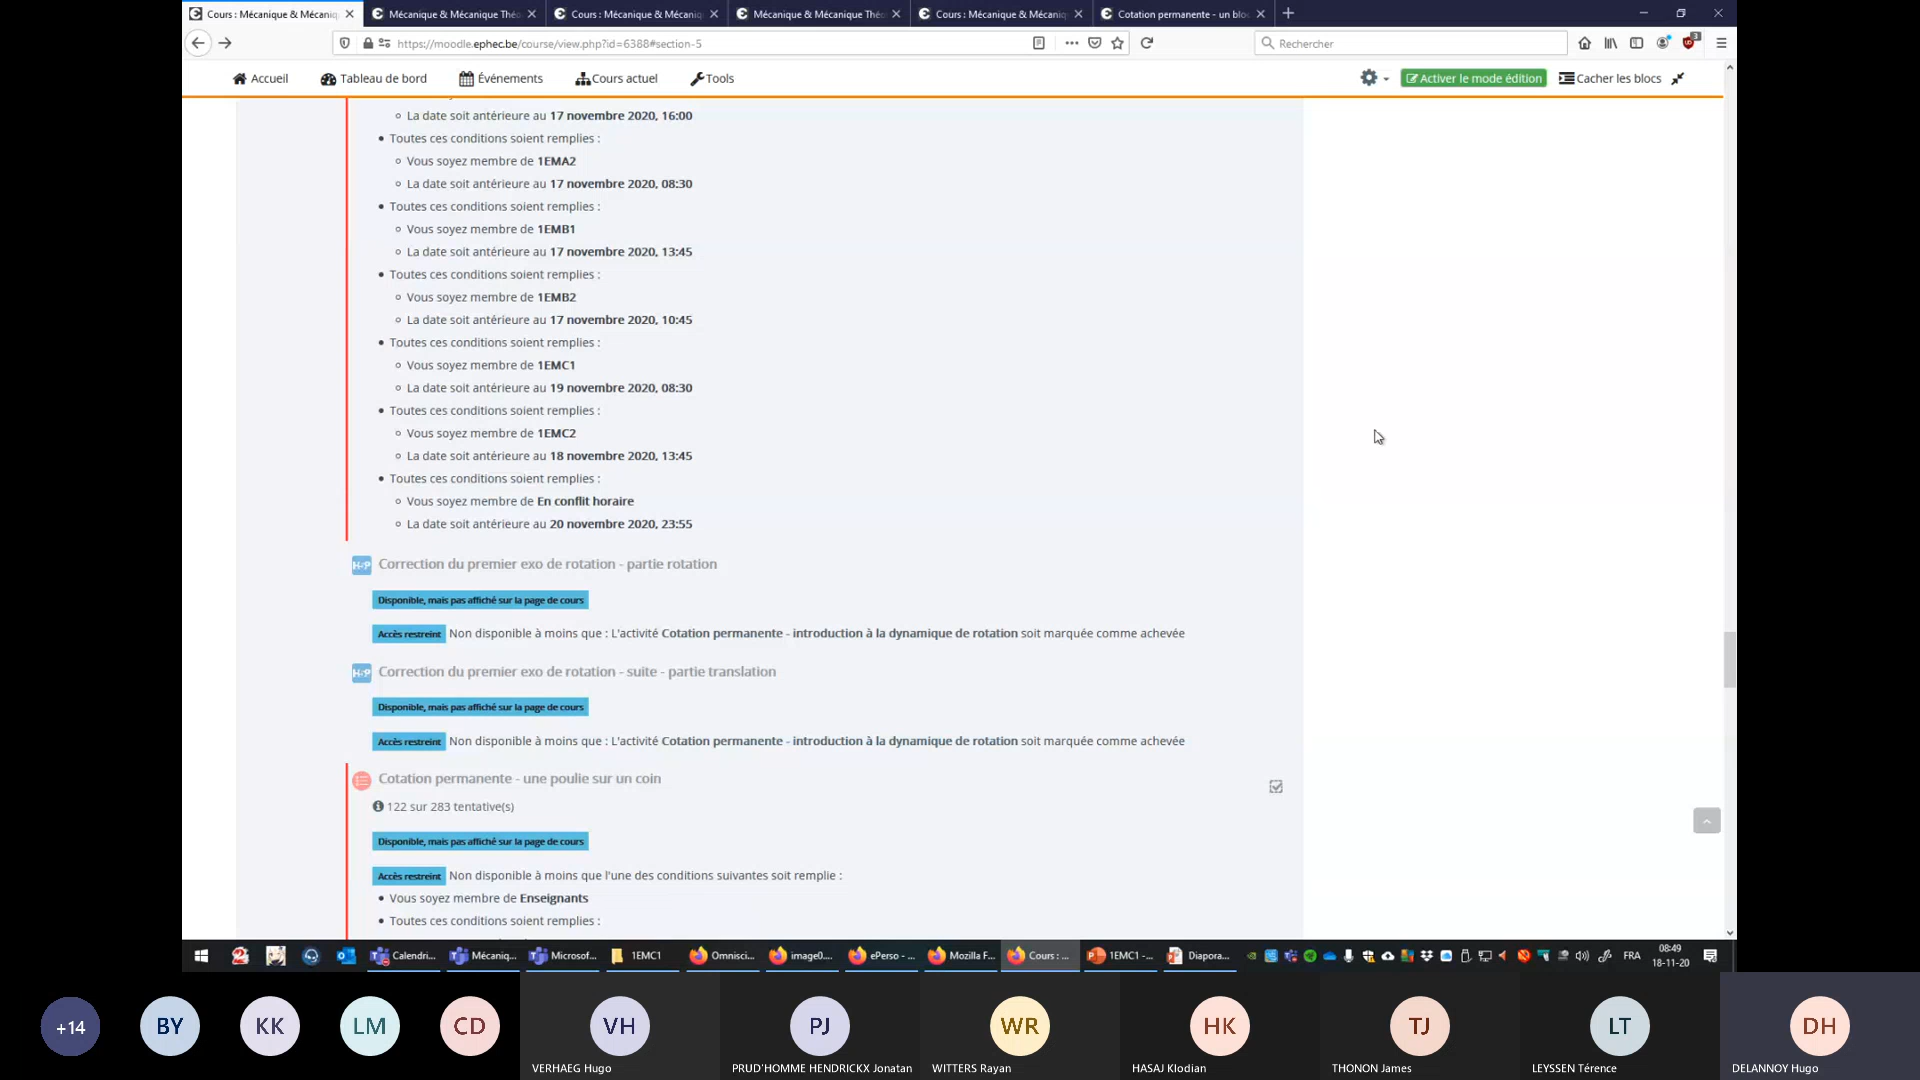 Cours : Mécanique & Mécaniq
Mécanique & Mécanique Thé
Cours : Mécanique & Mécaniq
Mécanique & Mécanique Thé
Cours : Mécanique & Mécaniq
Cotation permanente - un blo
https://moodle.ephec.be/course/view.php?id=6388#section-5
Rechercher
3
Accueil
Tableau de bord
Événements
Cours actuel
Tools
Activer le mode édition
Cacher les blocs
La date soit antérieure au 17 novembre 2020, 16:00
Toutes ces conditions soient remplies :
Vous soyez membre de 1EMA2
La date soit antérieure au 17 novembre 2020, 08:30
Toutes ces conditions soient remplies :
Vous soyez membre de 1EMB1
La date soit antérieure au 17 novembre 2020, 13:45
Toutes ces conditions soient remplies :
Vous soyez membre de 1EMB2
La date soit antérieure au 17 novembre 2020, 10:45
Toutes ces conditions soient remplies :
Vous soyez membre de 1EMC1
La date soit antérieure au 19 novembre 2020, 08:30
Toutes ces conditions soient remplies :
Vous soyez membre de 1EMC2
La date soit antérieure au 18 novembre 2020, 13:45
Toutes ces conditions soient remplies :
Vous soyez membre de En conflit horaire
La date soit antérieure au 20 novembre 2020, 23:55
H-P Correction du premier exo de rotation - partie rotation
Disponible, mais pas affiché sur la page de cours
Accès restreint Non disponible à moins que : L'activité Cotation permanente - introduction à la dynamique de rotation soit marquée comme achevée
H-P Correction du premier exo de rotation - suite - partie translation
Disponible, mais pas affiché sur la page de cours
Accès restreint Non disponible à moins que : L'activité Cotation permanente - introduction à la dynamique de rotation soit marquée comme achevée
Cotation permanente - une poulie sur un coin
122 sur 283 tentative(s)
Disponible, mais pas affiché sur la page de cours
Accès restreint Non disponible à moins que l'une des conditions suivantes soit remplie :
Vous soyez membre de Enseignants
Toutes ces conditions soient remplies :
Calendri...
Mécaniq...
Microsof...
1EMC1
Omnisci...
image0....
ePerso - ...
Mozilla F...
Cours : ...
1EMC1 -...
Diapora...
FRA
08:49
18-11-20
+14
BY
KK
LM
CD
VH
PJ
WR
HK
TJ
LT
DH
VERHAEG Hugo
PRUD'HOMME HENDRICKX Jonatan
WITTERS Rayan
HASAJ Klodian
THONON James
LEYSSEN Térence
DELANNOY Hugo